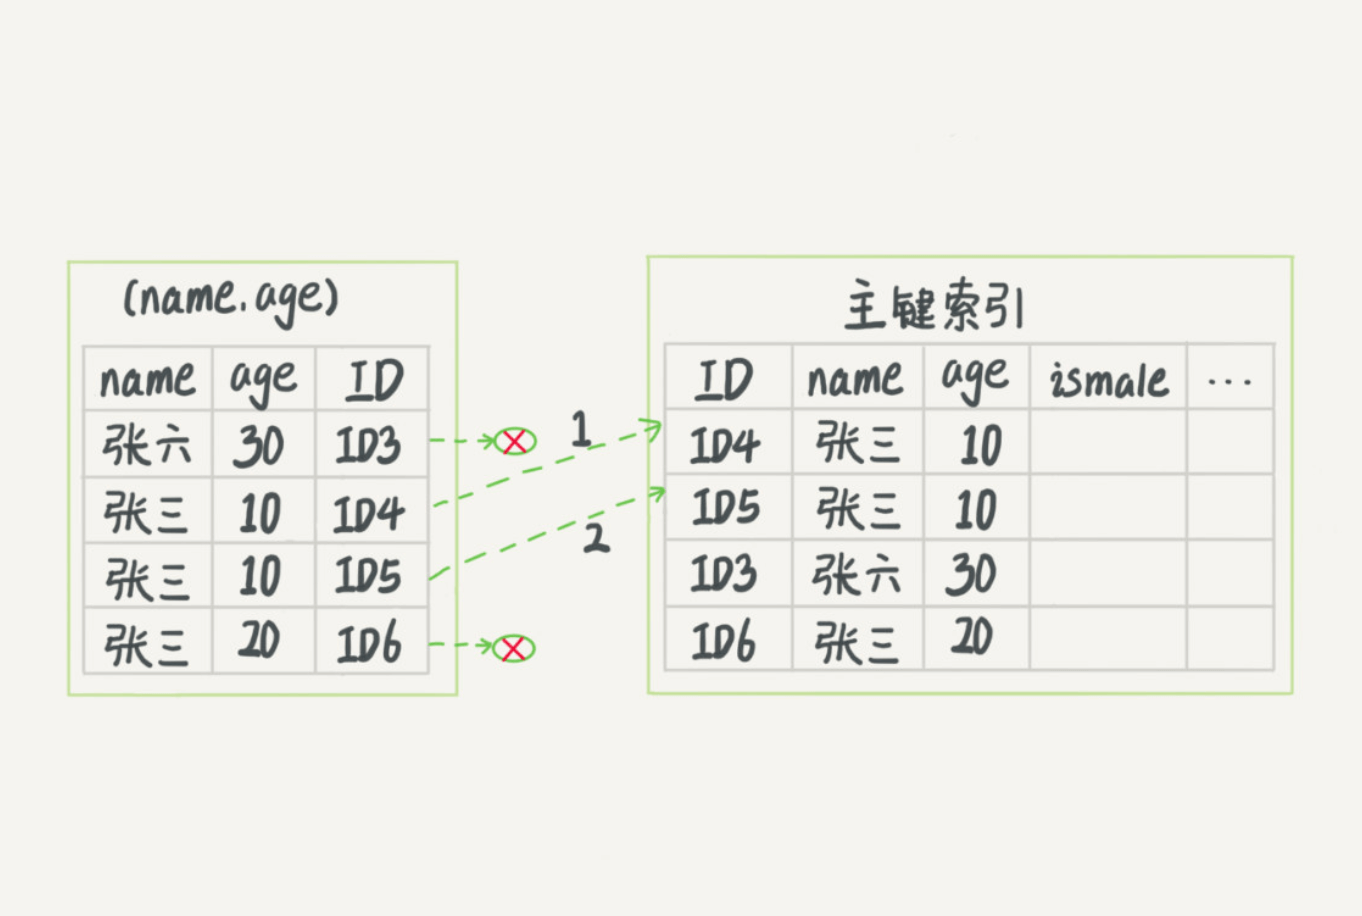 (name.age)
name age ID
张六 30 ID3
张三 10 ID4
张三 10 ID5
张三 20 ID6
1
2
主键索引
ID name age ismale ...
ID4 张三 10
ID5 张三 10
ID3 张六 30
ID6 张三 20